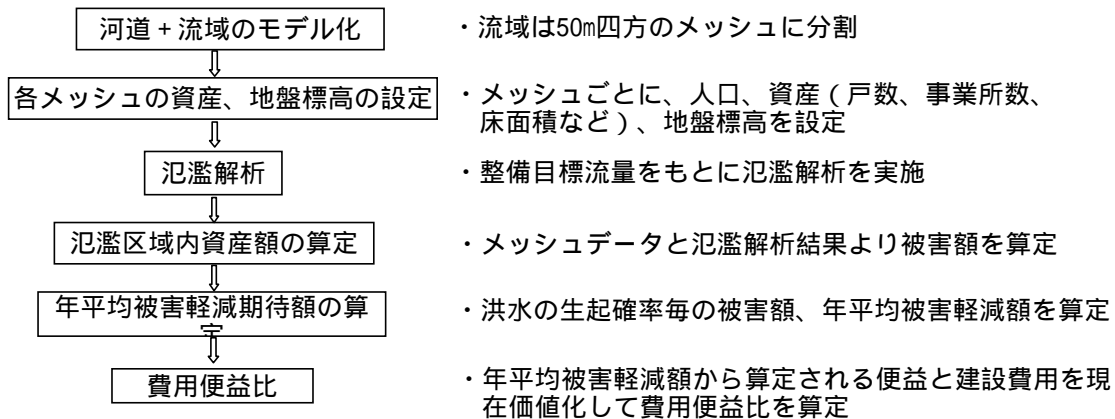 河道+流域のモデル化
・流域は50m四方のメッシュに分割
各メッシュの資産、地盤標高の設定
・メッシュごとに、人口、資産(戸数、事業所数、
床面積など)、地盤標高を設定
氾濫解析
・整備目標流量をもとに氾濫解析を実施
氾濫区域内資産額の算定
・メッシュデータと氾濫解析結果より被害額を算定
年平均被害軽減期待額の算
定
・洪水の生起確率毎の被害額、年平均被害軽減額を算定
費用便益比
・年平均被害軽減額から算定される便益と建設費用を現
在価値化して費用便益比を算定